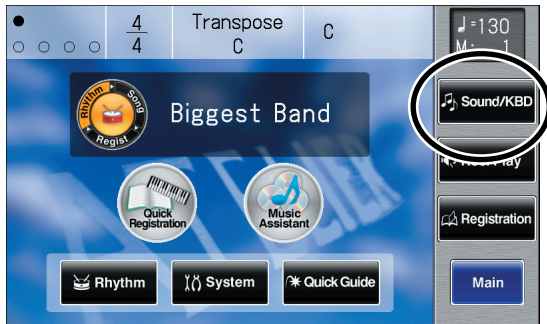 4
4
Transpose
C
C
♩=130
M: 1
Rhythm
Song
Regist
Biggest Band
Sound/KBD
Quick
Registration
Music
Assistant
Registration
Rhythm
System
Quick Guide
Main